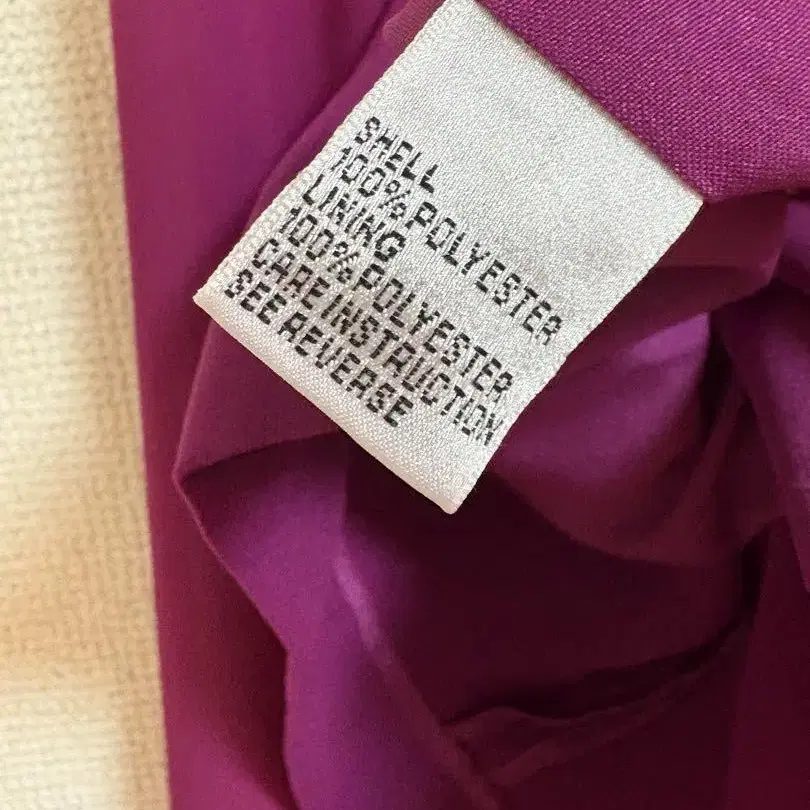 SHELL
100% POLYESTER
LINING
100% POLYESTER
CARE INSTRUCTION
SEE REVERSE